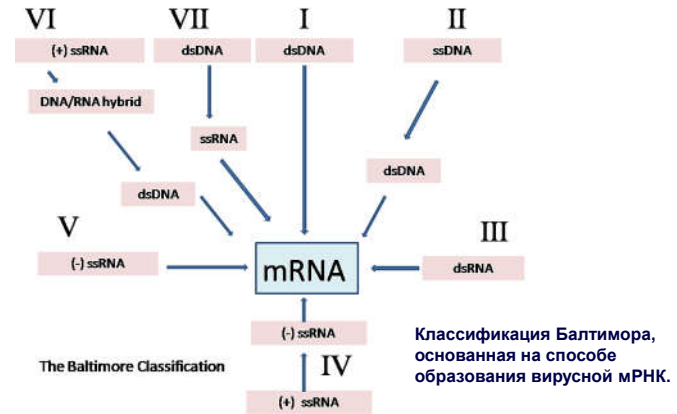 VI VII I II
(+) ssRNA dsDNA dsDNA ssDNA
DNA/RNA hybrid
ssRNA
dsDNA
dsDNA
V
III
(-) ssRNA
mRNA
dsRNA
(-) ssRNA
The Baltimore Classification
IV
(+) ssRNA
Классификация Балтимора,
основанная на способе
образования вирусной мРНК.